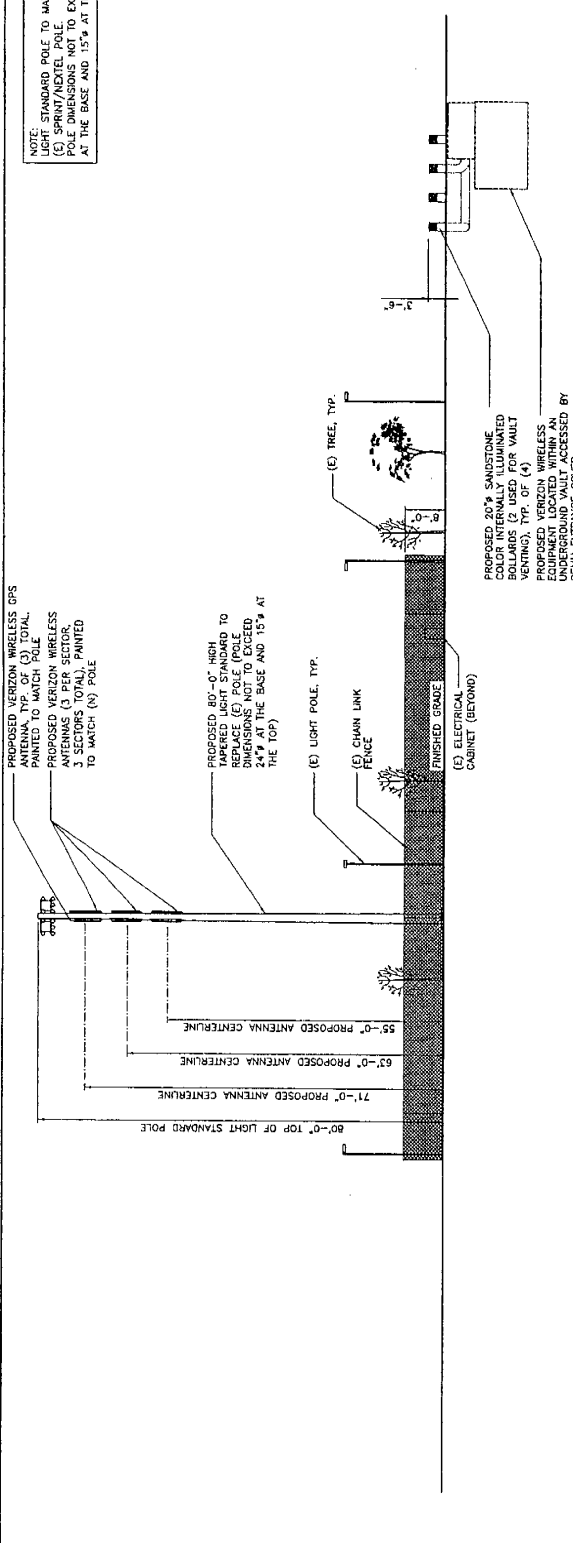 NOTE:
LIGHT STANDARD POLE TO MA
(E) SPRINT/NEXTEL POLE.
POLE DIMENSIONS NOT TO EX
AT THE BASE AND 15"ø AT T
PROPOSED VERIZON WIRELESS GPS
ANTENNA, TYP. OF (3) TOTAL,
PAINTED TO MATCH POLE
PROPOSED VERIZON WIRELESS
ANTENNAS (3 PER SECTOR,
3 SECTORS TOTAL), PAINTED
TO MATCH (N) POLE
PROPOSED 80'-0" HIGH
TAPERED LIGHT STANDARD TO
REPLACE (E) POLE (POLE
DIMENSIONS NOT TO EXCEED
24"ø AT THE BASE AND 15"ø AT
THE TOP)
(E) LIGHT POLE, TYP.
(E) CHAIN LINK
FENCE
(E) TREE, TYP.
80'-0" TOP OF LIGHT STANDARD POLE
71'-0" PROPOSED ANTENNA CENTERLINE
63'-0" PROPOSED ANTENNA CENTERLINE
55'-0" PROPOSED ANTENNA CENTERLINE
8'-0"
3'-6"
FINISHED GRADE
(E) ELECTRICAL
CABINET (BEYOND)
PROPOSED 20"ø SANDSTONE
COLOR INTERNALLY ILLUMINATED
BOLLARDS (2 USED FOR VAULT
VENTING), TYP. OF (4)
PROPOSED VERIZON WIRELESS
EQUIPMENT LOCATED WITHIN AN
UNDERGROUND VAULT ACCESSED BY